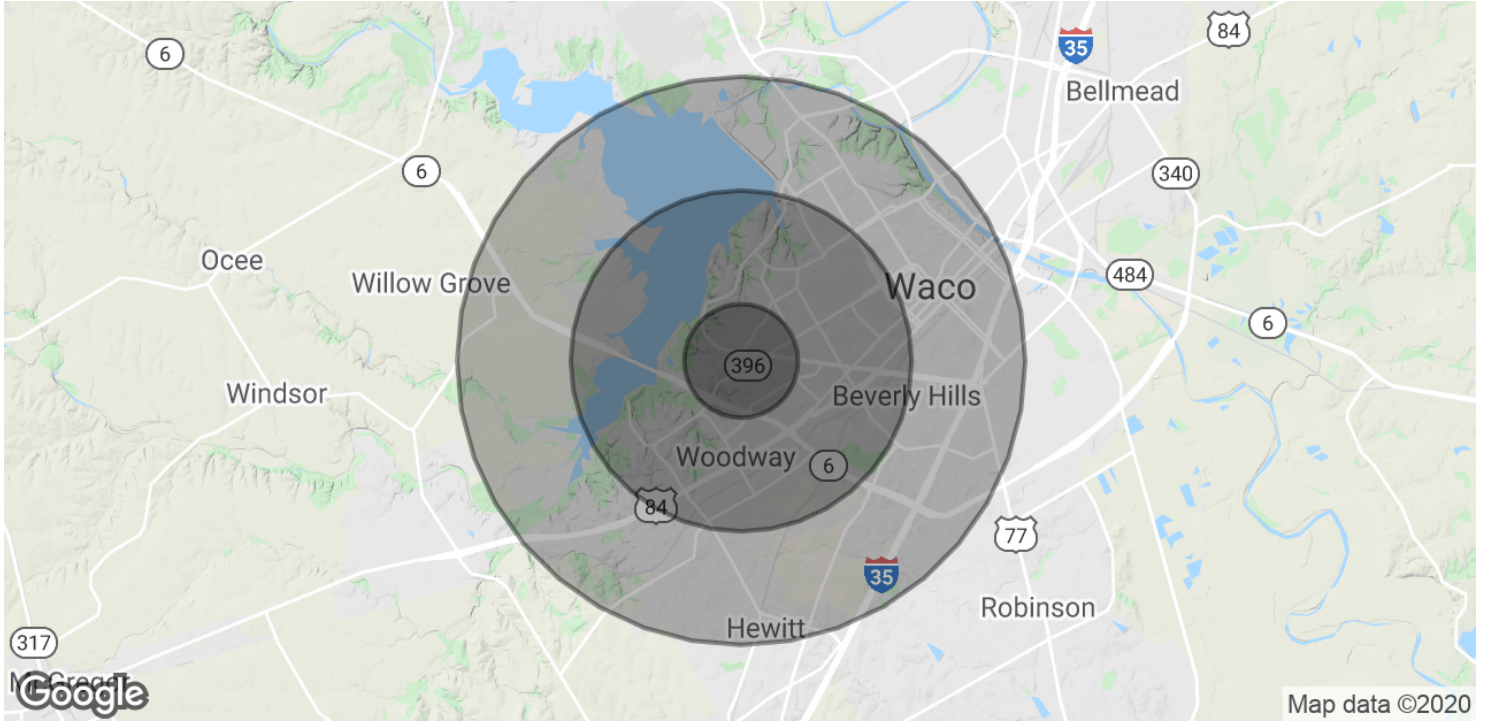 6
35
84
Bellmead
6
340
Ocee
Willow Grove
Waco
484
6
396
Windsor
Beverly Hills
Woodway
6
84
77
35
Robinson
Hewitt
317
McGregor
Google
Map data ©2020